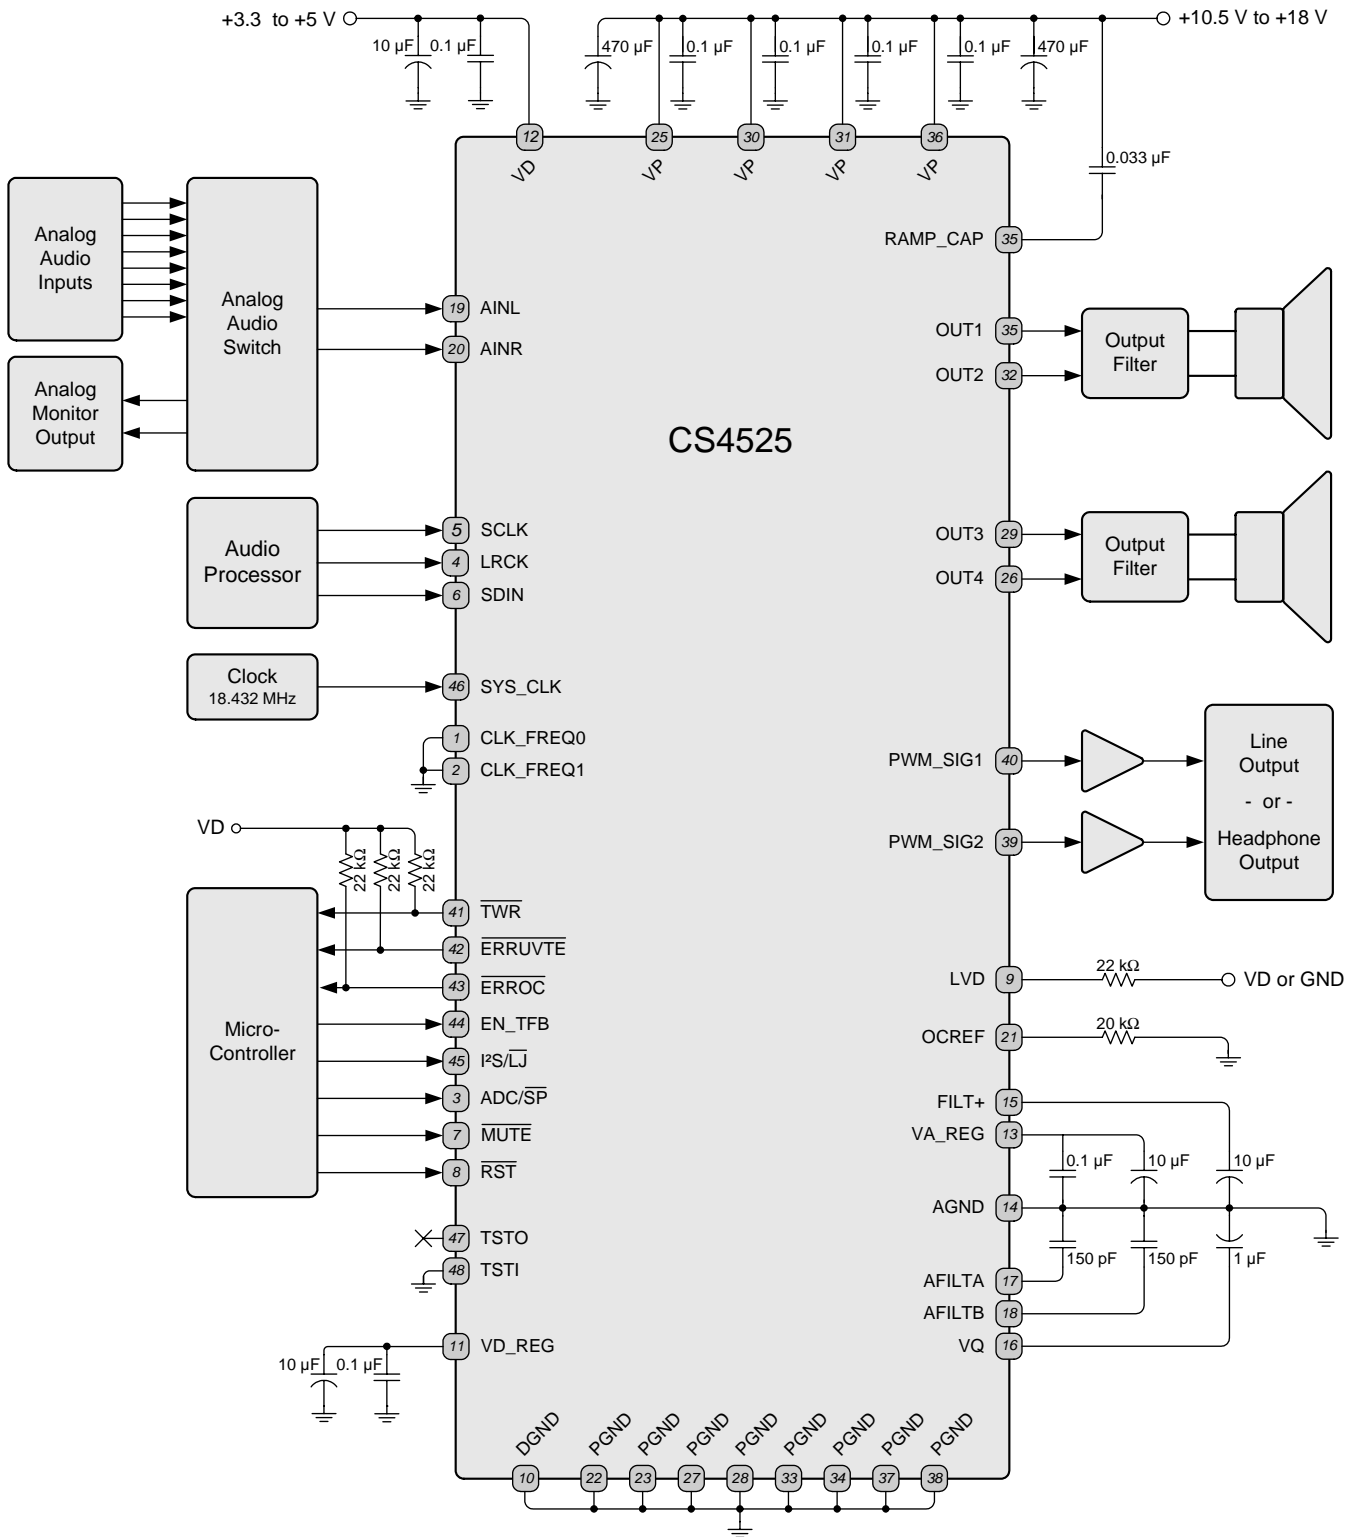 +3.3 to +5 V
+10.5 V to +18 V
10 µF
0.1 µF
470 µF
0.1 µF
0.1 µF
0.1 µF
0.1 µF
470 µF
12
25
30
31
36
VD
VP
VP
VP
VP
0.033 µF
RAMP_CAP
35
Analog
Audio
Inputs
Analog
Audio
Switch
Analog
Monitor
Output
19
AINL
20
AINR
OUT1
35
OUT2
32
Output
Filter
CS4525
Audio
Processor
5
SCLK
4
LRCK
6
SDIN
OUT3
29
OUT4
26
Output
Filter
Clock
18.432 MHz
46
SYS_CLK
1
CLK_FREQ0
2
CLK_FREQ1
PWM_SIG1
40
PWM_SIG2
39
Line
Output
- or -
Headphone
Output
VD
22 kΩ
22 kΩ
22 kΩ
Micro-
Controller
41
TWR
42
ERRUVTE
43
ERROC
44
EN_TFB
45
I²S/LJ
3
ADC/SP
7
MUTE
8
RST
LVD
9
22 kΩ
VD or GND
OCREF
21
20 kΩ
FILT+
15
VA_REG
13
0.1 µF
10 µF
10 µF
AGND
14
150 pF
150 pF
1 µF
AFILTA
17
AFILTB
18
VQ
16
47
TSTO
48
TSTI
11
VD_REG
10 µF
0.1 µF
DGND
PGND
PGND
PGND
PGND
PGND
PGND
PGND
PGND
10
22
23
27
28
33
34
37
38